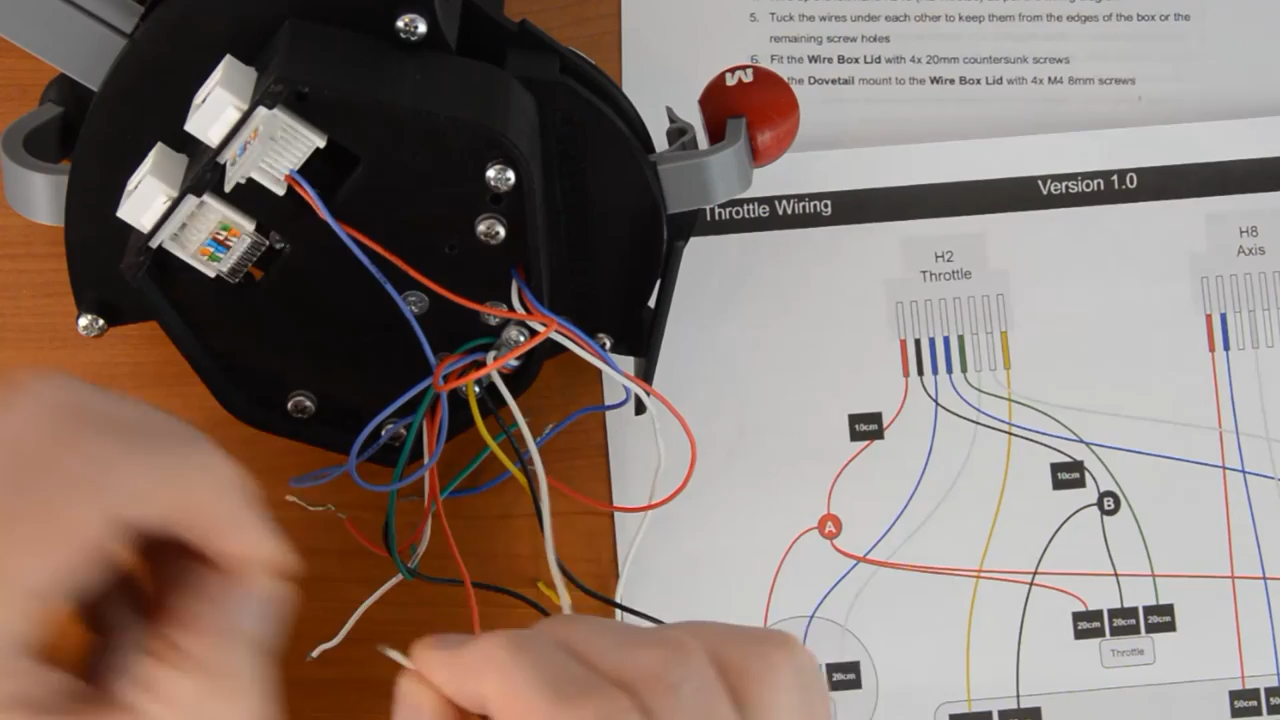 5. Tuck the wires under each other to keep them from the edges of the box or the
remaining screw holes
6. Fit the Wire Box Lid with 4x 20mm countersunk screws
the Dovetail mount to the Wire Box Lid with 4x M4 8mm screws
Throttle Wiring
Version 1.0
H2
Throttle
H8
Axis
10cm
10cm
B
A
20cm
20cm
20cm
Throttle
20cm
50cm